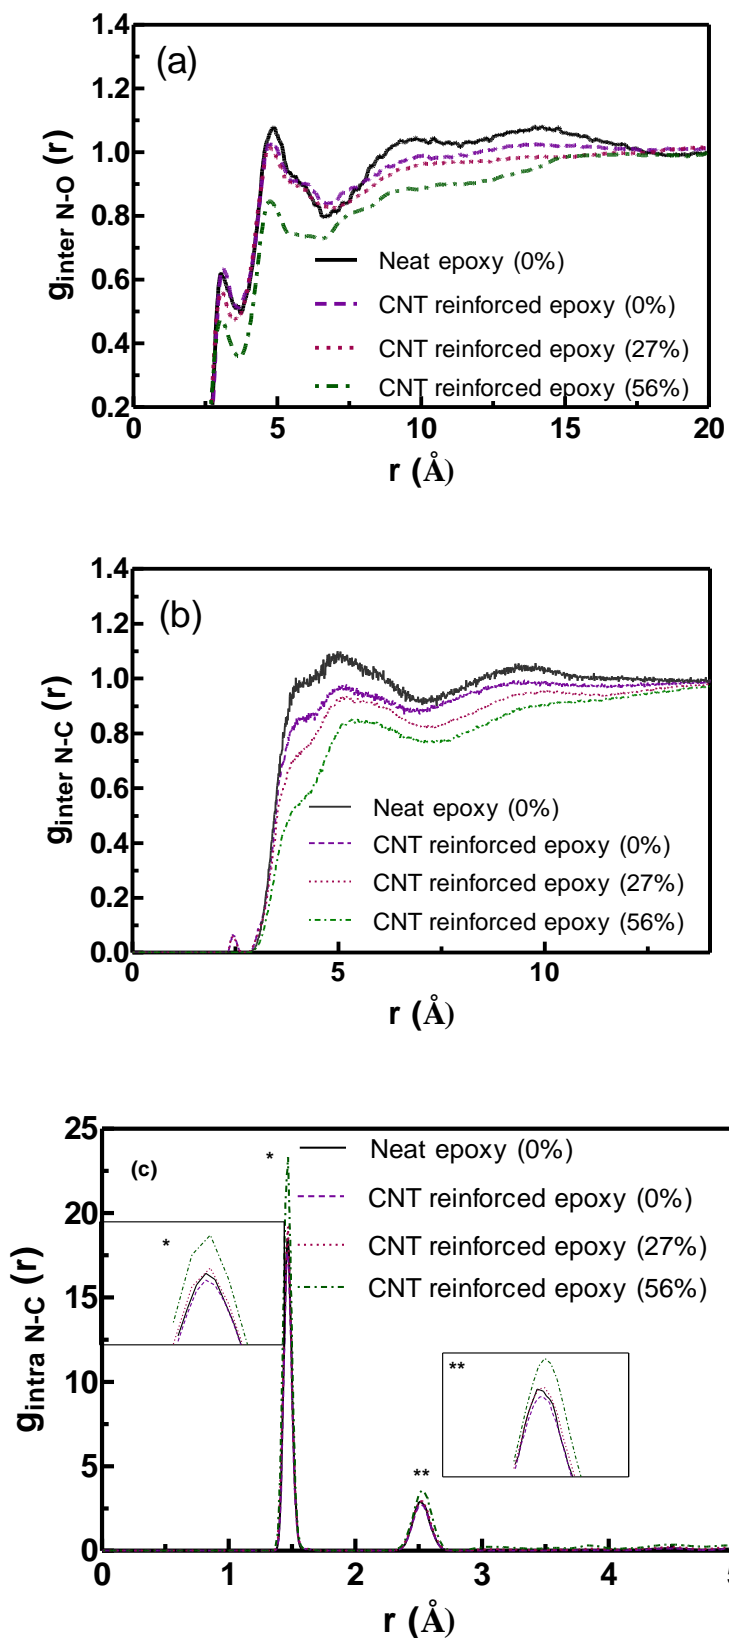 (a)
1.4
1.2
1.0
0.8
0.6
0.4
0.2
g inter N-O (r)
Neat epoxy (0%)
CNT reinforced epoxy (0%)
CNT reinforced epoxy (27%)
CNT reinforced epoxy (56%)
0 5 10 15 20
r (Å)
(b)
1.4
1.2
1.0
0.8
0.6
0.4
0.2
0.0
g inter N-C (r)
Neat epoxy (0%)
CNT reinforced epoxy (0%)
CNT reinforced epoxy (27%)
CNT reinforced epoxy (56%)
0 5 10
r (Å)
(c)
25
20
15
10
5
0
g intra N-C (r)
*
Neat epoxy (0%)
CNT reinforced epoxy (0%)
CNT reinforced epoxy (27%)
CNT reinforced epoxy (56%)
*
**
**
0 1 2 3 4 5
r (Å)